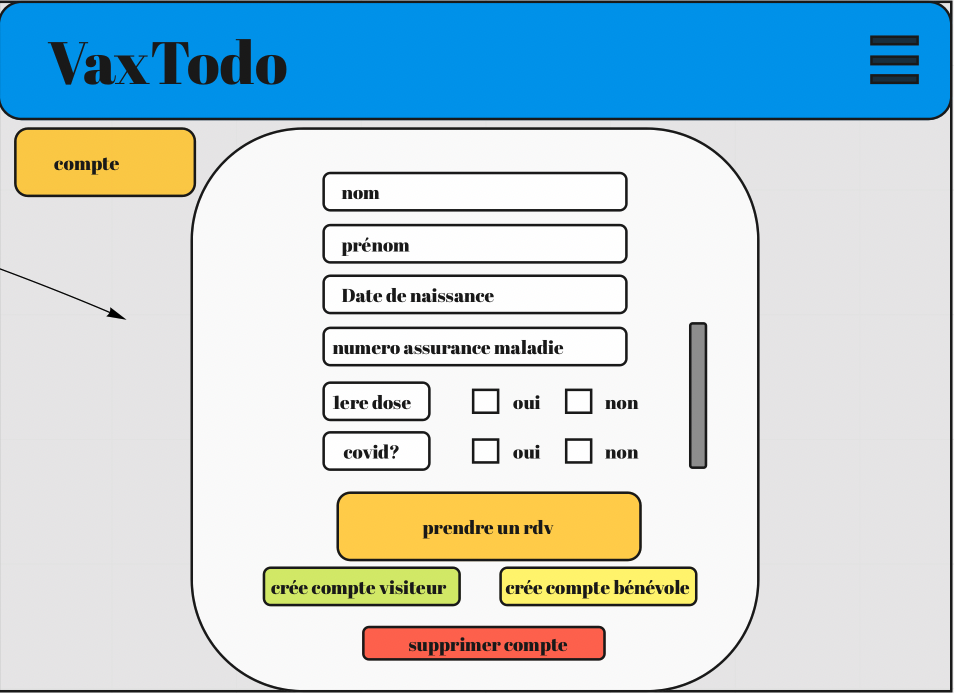 VaxTodo
compte
nom
prénom
Date de naissance
numero assurance maladie
1ere dose oui non
covid? oui non
prendre un rdv
crée compte visiteur crée compte bénévole
supprimer compte